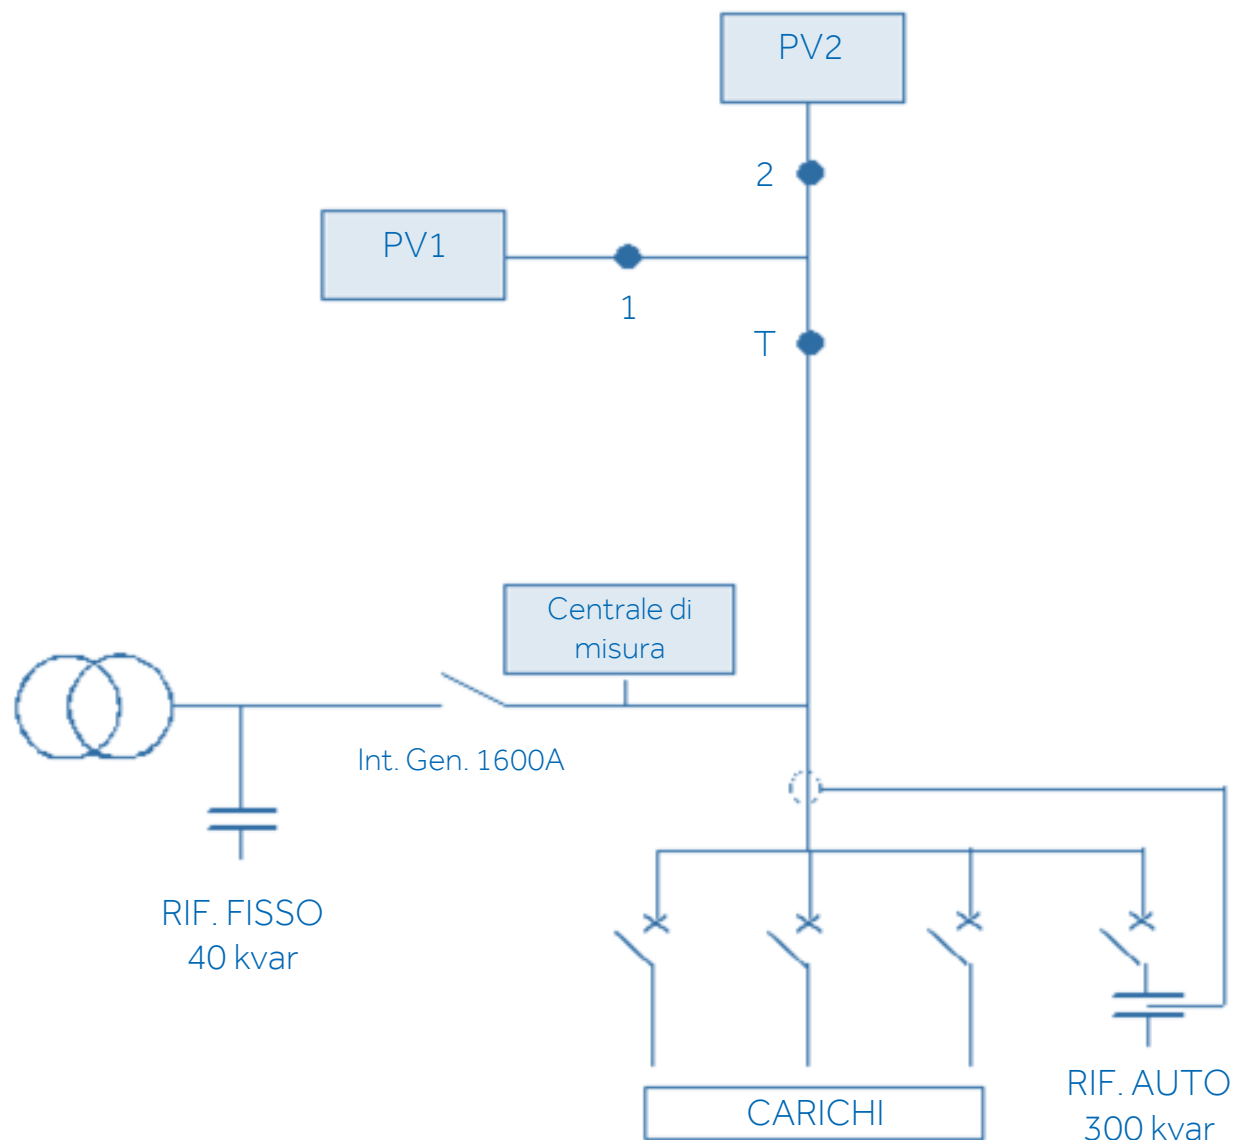 PV2
2
PV1
1
T
Centrale di
misura
Int. Gen. 1600A
RIF. FISSO
40 kvar
RIF. AUTO
300 kvar
CARICHI